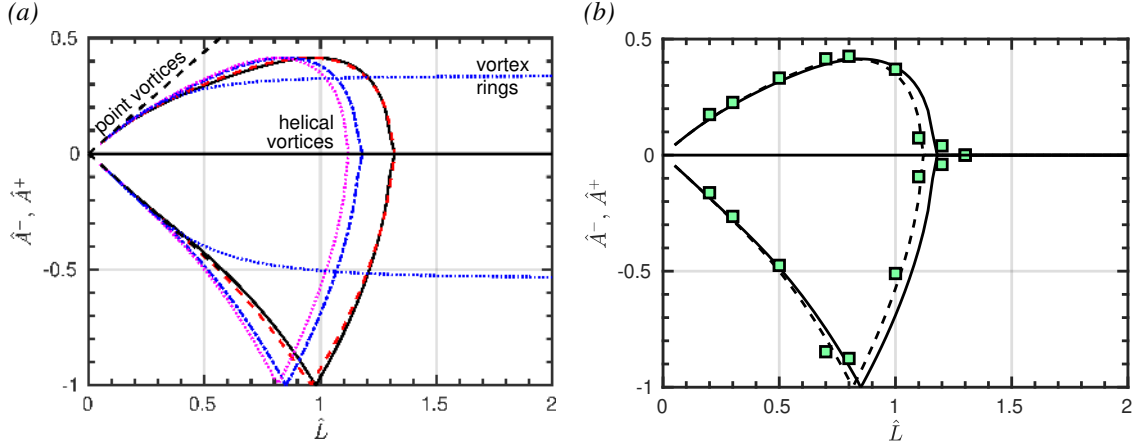 (a)
(b)
0.5
0
-0.5
-1
Â⁻, Â⁺
point vortices
vortex
rings
helical
vortices
0
0.5
1
1.5
2
L̂
0.5
0
-0.5
-1
Â⁻, Â⁺
0
0.5
1
1.5
2
L̂